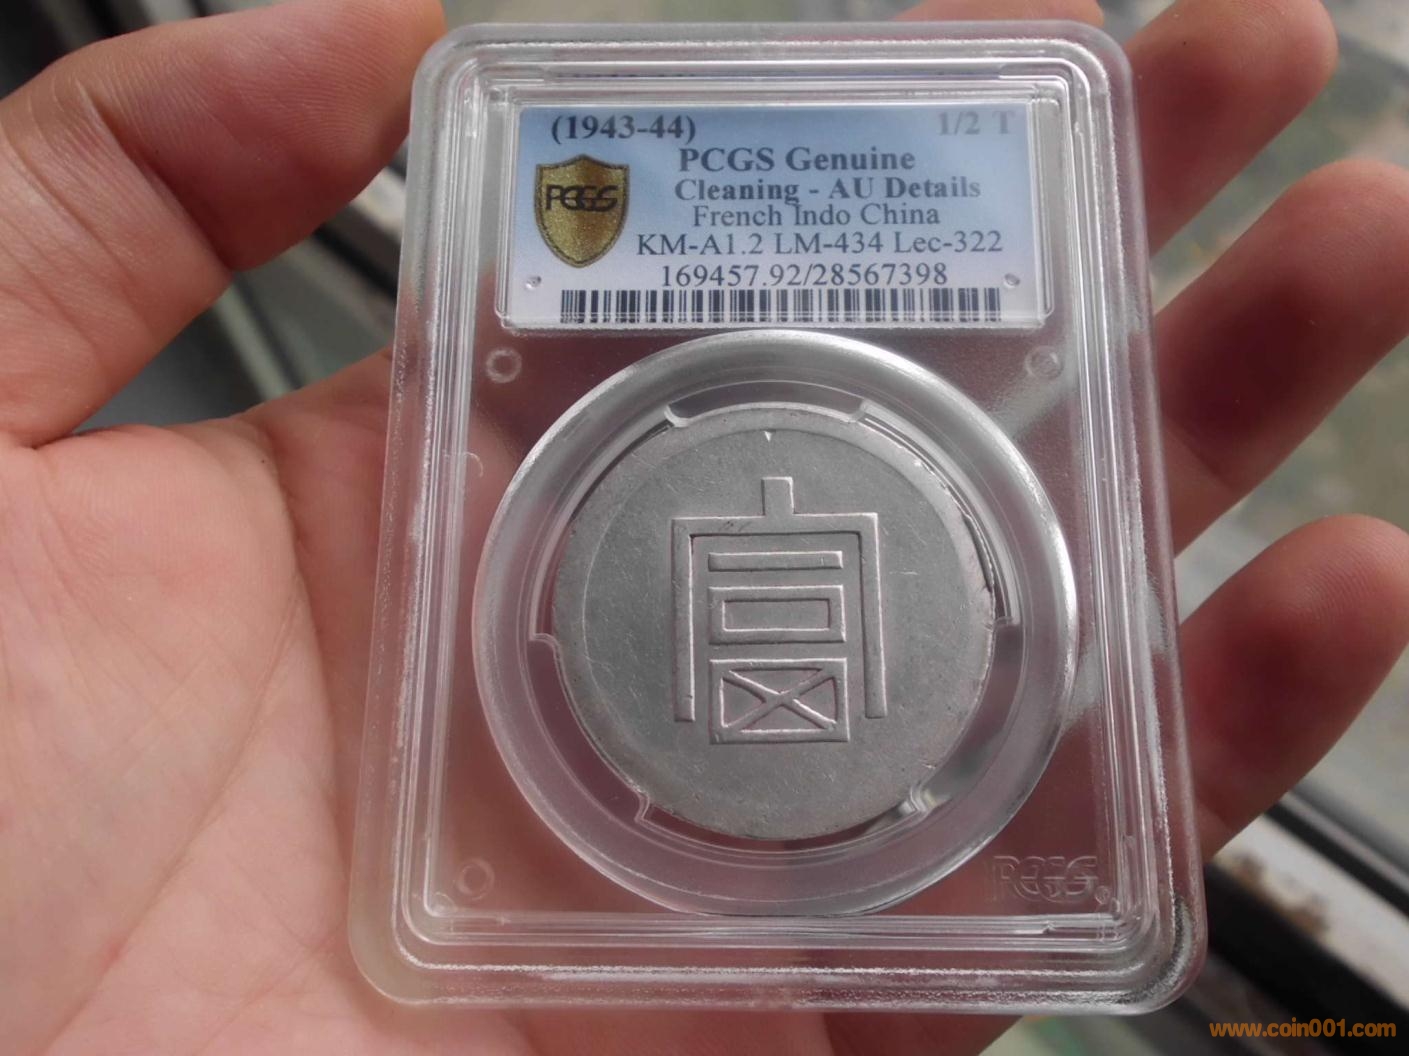 (1943-44) 1/2 T
PCGS Genuine
Cleaning - AU Details
French Indo China
KM-A1.2 LM-434 Lec-322
169457.92/28567398
PCGS
富
PCGS
www.coin001.com